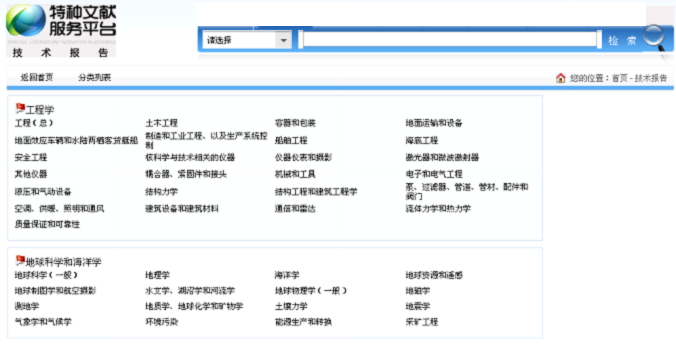 特种文献
服务平台
技 术 报 告
请选择
检 索
返回首页 分类列表
您的位置：首页 - 技术报告
工程学
工程（总） 土木工程 容器和包装 地面运输和设备
地面效应车辆和水陆两栖客货艇船 制造和工业工程、以及生产系统控制 船舶工程 海底工程
安全工程 核科学与技术相关的仪器 仪器仪表和摄影 激光器和微波激射器
其他仪器 耦合器、紧固件和接头 机械和工具 电子和电气工程
液压和气动设备 结构力学 结构工程和建筑工程学 泵、过滤器、管道、管材、配件和阀门
空调、供暖、照明和通风 建筑设备和建筑材料 通信和雷达 流体力学和热力学
质量保证和可靠性
地球科学和海洋学
地球科学（一般） 地理学 海洋学 地球资源和遥感
地球制图学和航空摄影 水文学、湖沼学和河流学 地球物理学（一般） 地磁学
测地学 地质学、地球化学和矿物学 土壤力学 地震学
气象学和气候学 环境污染 能源生产和转换 采矿工程